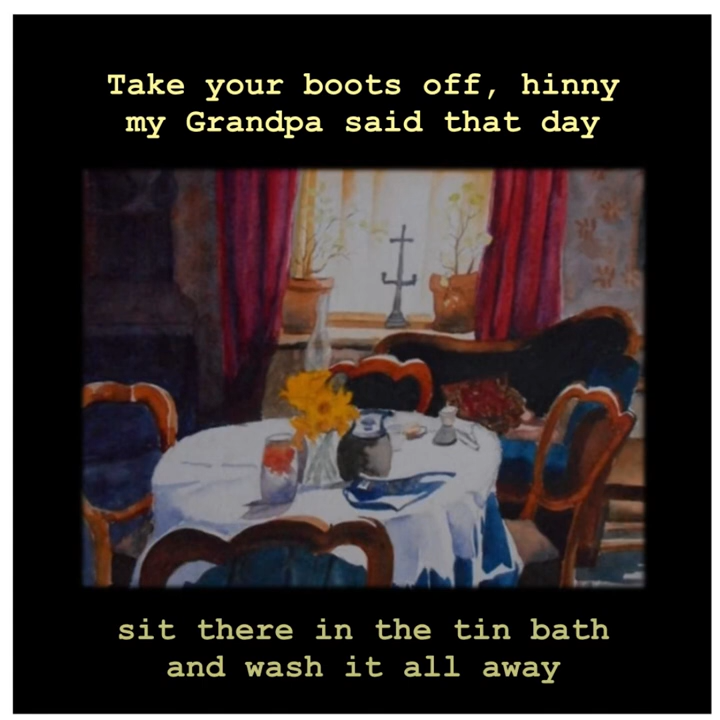 Take your boots off, hinny
my Grandpa said that day
sit there in the tin bath
and wash it all away